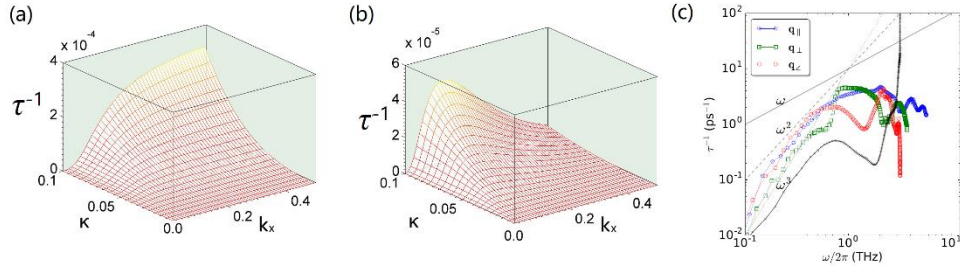 (a)
x 10⁻⁴
4
2
0
τ⁻¹
0.1
0.05
κ
0.0
0.2
0.4
kₓ
(b)
x 10⁻⁵
6
4
2
0
τ⁻¹
0.1
0.05
κ
0.0
0.2
0.4
kₓ
(c)
10²
10¹
10⁰
10⁻¹
10⁻²
τ⁻¹ (ps⁻¹)
q∥
q⊥
q∠
ω
ω²
ω³
10⁻¹
10⁰
10¹
ω/2π (THz)